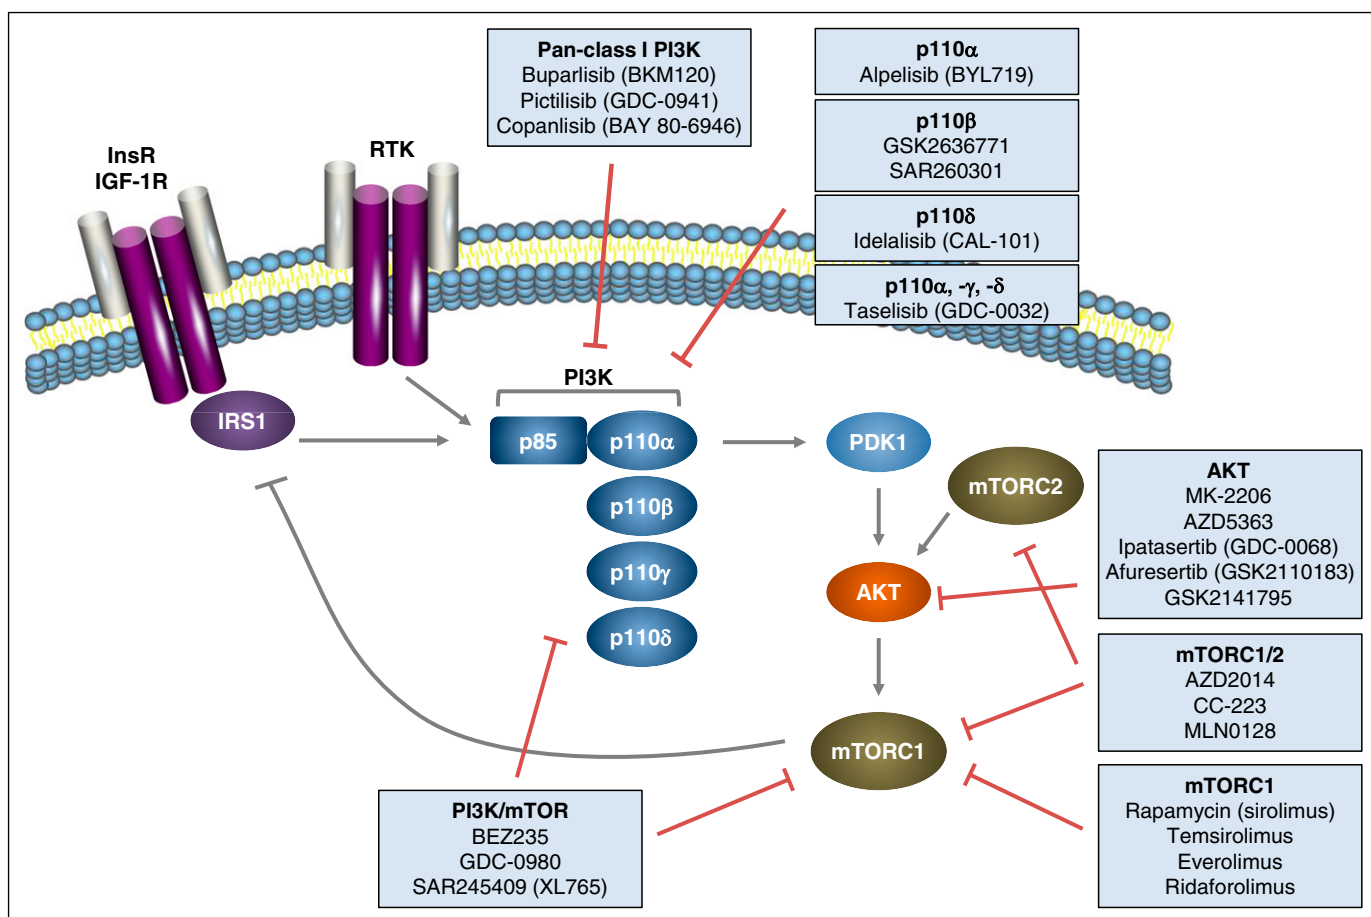 Pan-class I PI3K
Buparlisib (BKM120)
Pictilisib (GDC-0941)
Copanlisib (BAY 80-6946)
p110α
Alpelisib (BYL719)
p110β
GSK2636771
SAR260301
p110δ
Idelalisib (CAL-101)
p110α, -γ, -δ
Taselisib (GDC-0032)
InsR
IGF-1R
RTK
PI3K
IRS1
p85
p110α
p110β
p110γ
p110δ
PDK1
mTORC2
AKT
mTORC1
AKT
MK-2206
AZD5363
Ipatasertib (GDC-0068)
Afuresertib (GSK2110183)
GSK2141795
mTORC1/2
AZD2014
CC-223
MLN0128
mTORC1
Rapamycin (sirolimus)
Temsirolimus
Everolimus
Ridaforolimus
PI3K/mTOR
BEZ235
GDC-0980
SAR245409 (XL765)